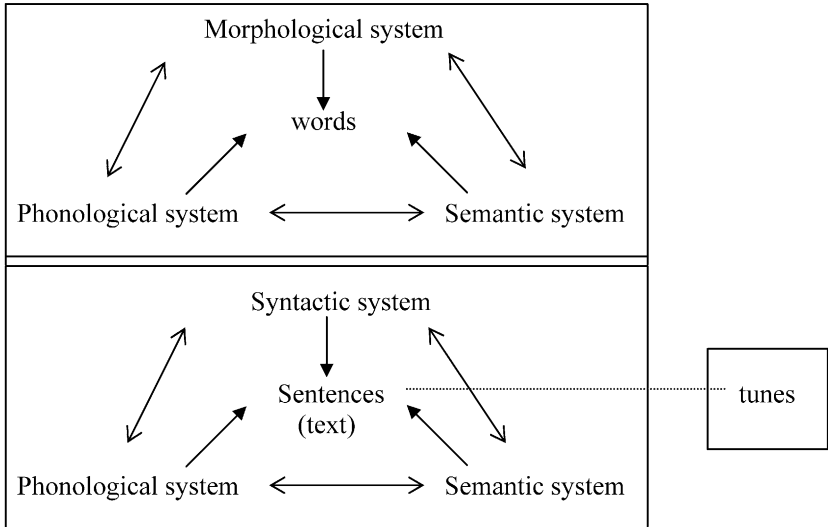 Morphological system
words
Phonological system
Semantic system
Syntactic system
Sentences
(text)
tunes
Phonological system
Semantic system